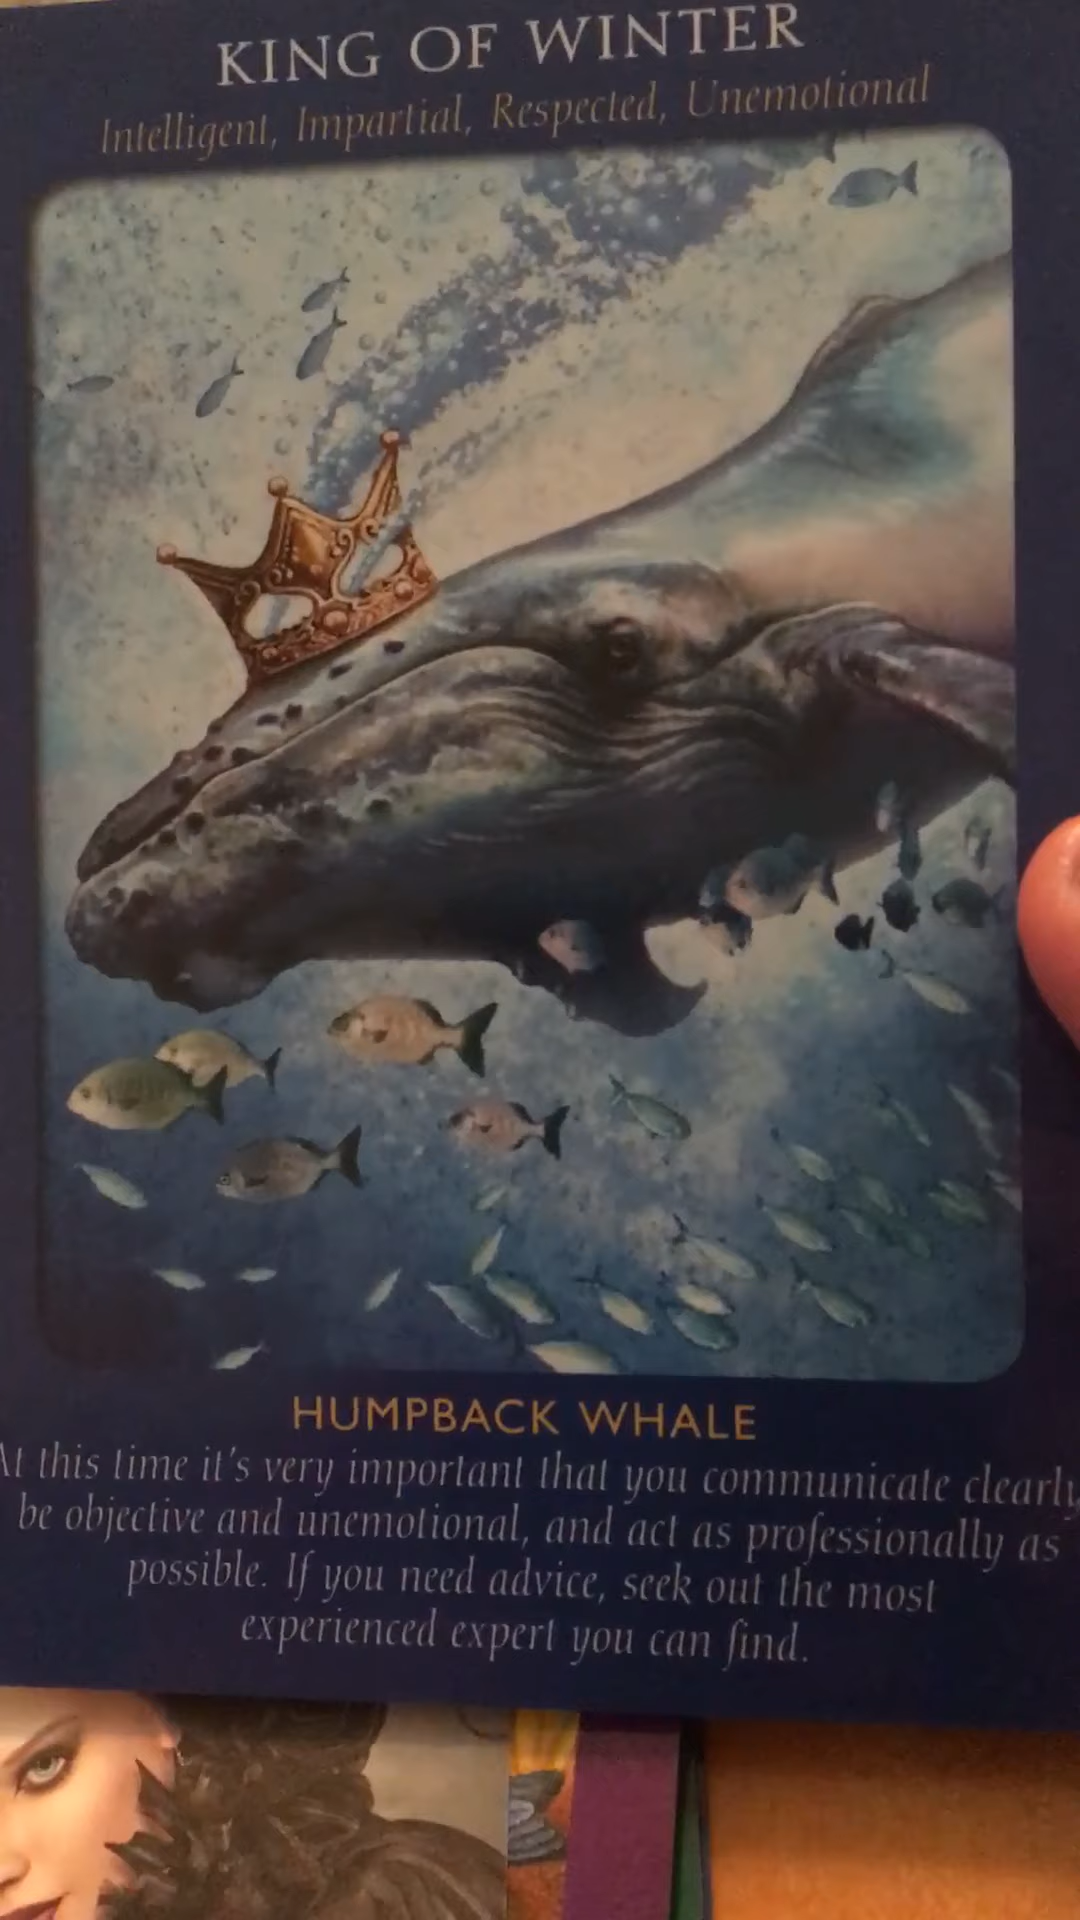 KING OF WINTER
Intelligent, Impartial, Respected, Unemotional
HUMPBACK WHALE
At this time it's very important that you communicate clearly
be objective and unemotional, and act as professionally as
possible. If you need advice, seek out the most
experienced expert you can find.